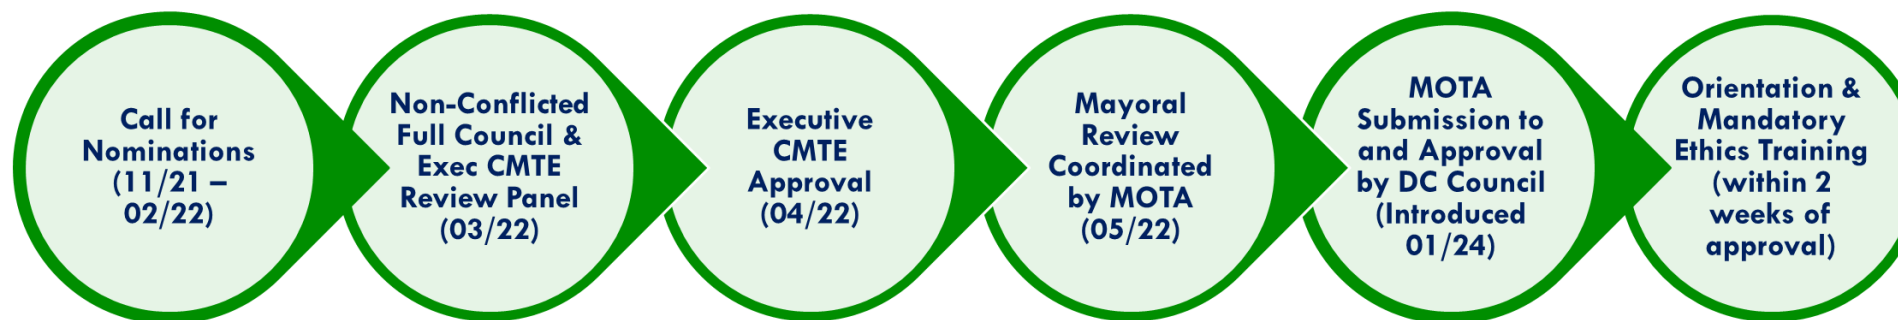 Call for
Nominations
(11/21 –
02/22)
Non-Conflicted
Full Council &
Exec CMTE
Review Panel
(03/22)
Executive
CMTE
Approval
(04/22)
Mayoral
Review
Coordinated
by MOTA
(05/22)
MOTA
Submission to
and Approval
by DC Council
(Introduced
01/24)
Orientation &
Mandatory
Ethics Training
(within 2
weeks of
approval)